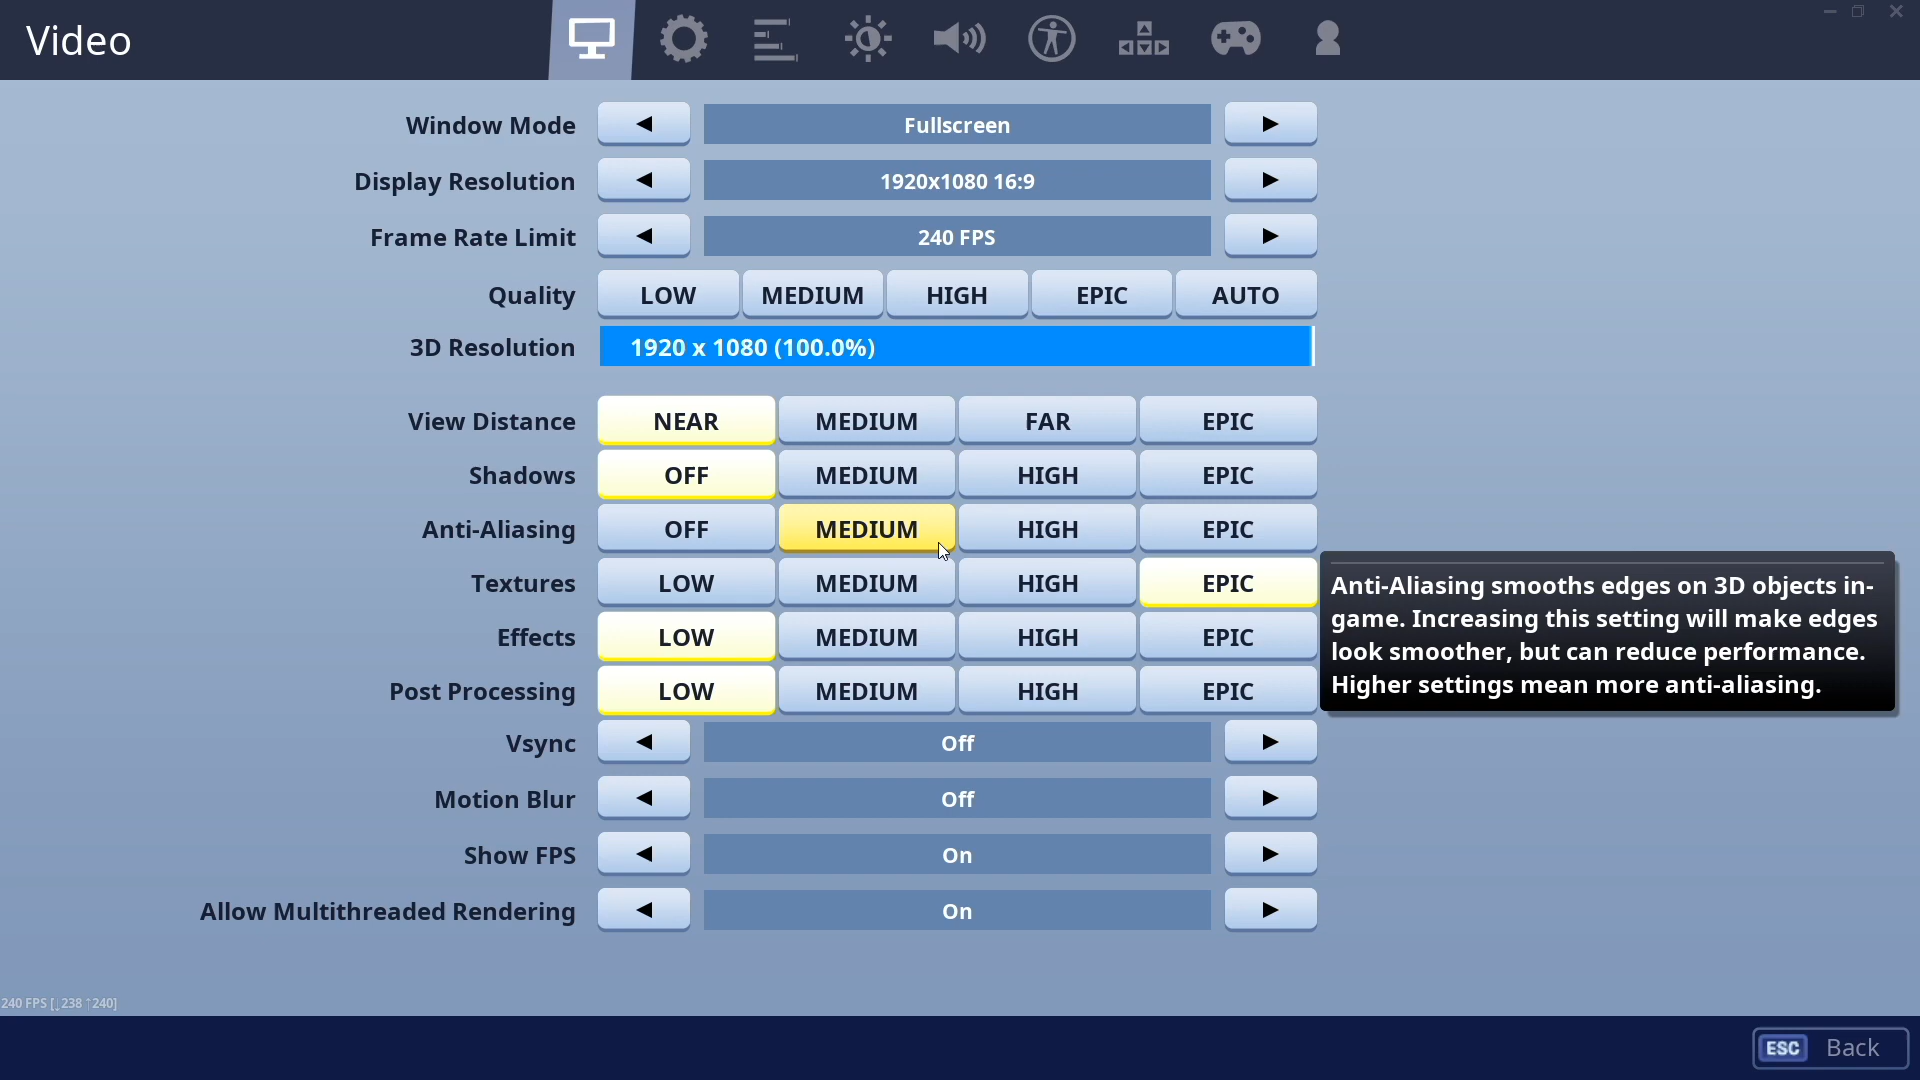 Video
Window Mode
Fullscreen
Display Resolution
1920x1080 16:9
Frame Rate Limit
240 FPS
Quality
LOW MEDIUM HIGH EPIC AUTO
3D Resolution
1920 x 1080 (100.0%)
View Distance
NEAR MEDIUM FAR EPIC
Shadows
OFF MEDIUM HIGH EPIC
Anti-Aliasing
OFF MEDIUM HIGH EPIC
Textures
LOW MEDIUM HIGH EPIC
Effects
LOW MEDIUM HIGH EPIC
Post Processing
LOW MEDIUM HIGH EPIC
Anti-Aliasing smooths edges on 3D objects in-
game. Increasing this setting will make edges
look smoother, but can reduce performance.
Higher settings mean more anti-aliasing.
Vsync
Off
Motion Blur
Off
Show FPS
On
Allow Multithreaded Rendering
On
240 FPS [↓238 ↑240]
ESC Back